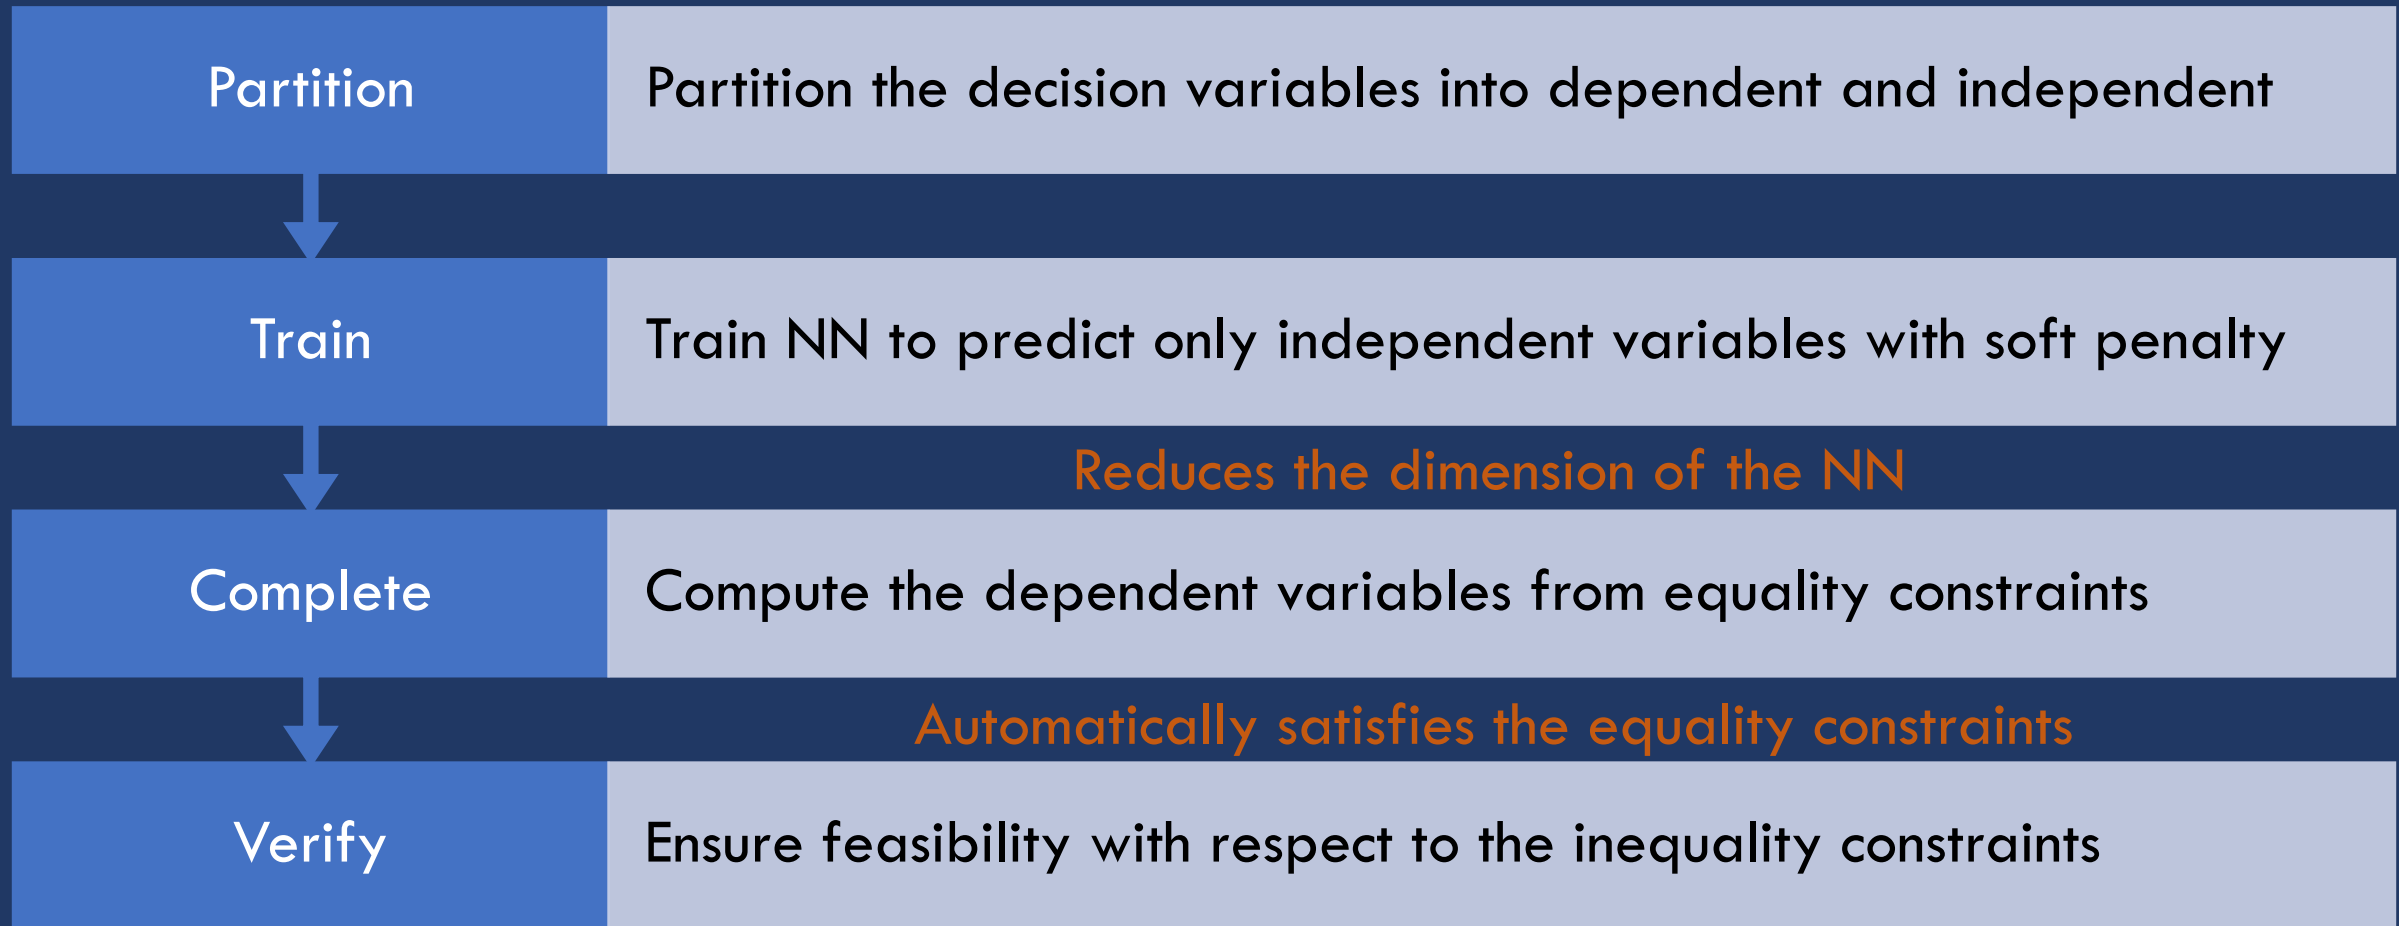 Partition
Partition the decision variables into dependent and independent
Train
Train NN to predict only independent variables with soft penalty
Reduces the dimension of the NN
Complete
Compute the dependent variables from equality constraints
Automatically satisfies the equality constraints
Verify
Ensure feasibility with respect to the inequality constraints